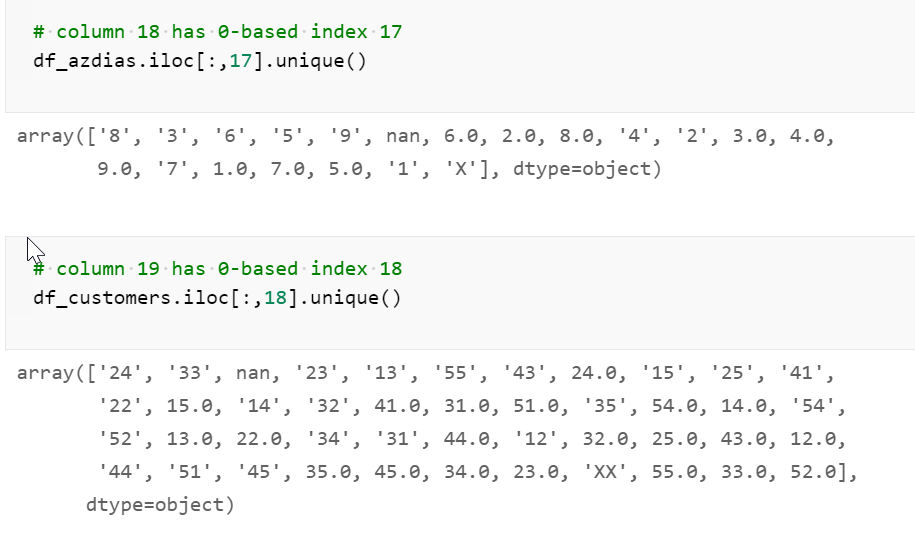 # column 18 has 0-based index 17
df_azdias.iloc[:,17].unique()
array(['8', '3', '6', '5', '9', nan, 6.0, 2.0, 8.0, '4', '2', 3.0, 4.0,
9.0, '7', 1.0, 7.0, 5.0, '1', 'X'], dtype=object)
# column 19 has 0-based index 18
df_customers.iloc[:,18].unique()
array(['24', '33', nan, '23', '13', '55', '43', 24.0, '15', '25', '41',
'22', 15.0, '14', '32', 41.0, 31.0, 51.0, '35', 54.0, 14.0, '54',
'52', 13.0, 22.0, '34', '31', 44.0, '12', 32.0, 25.0, 43.0, 12.0,
'44', '51', '45', 35.0, 45.0, 34.0, 23.0, 'XX', 55.0, 33.0, 52.0],
dtype=object)